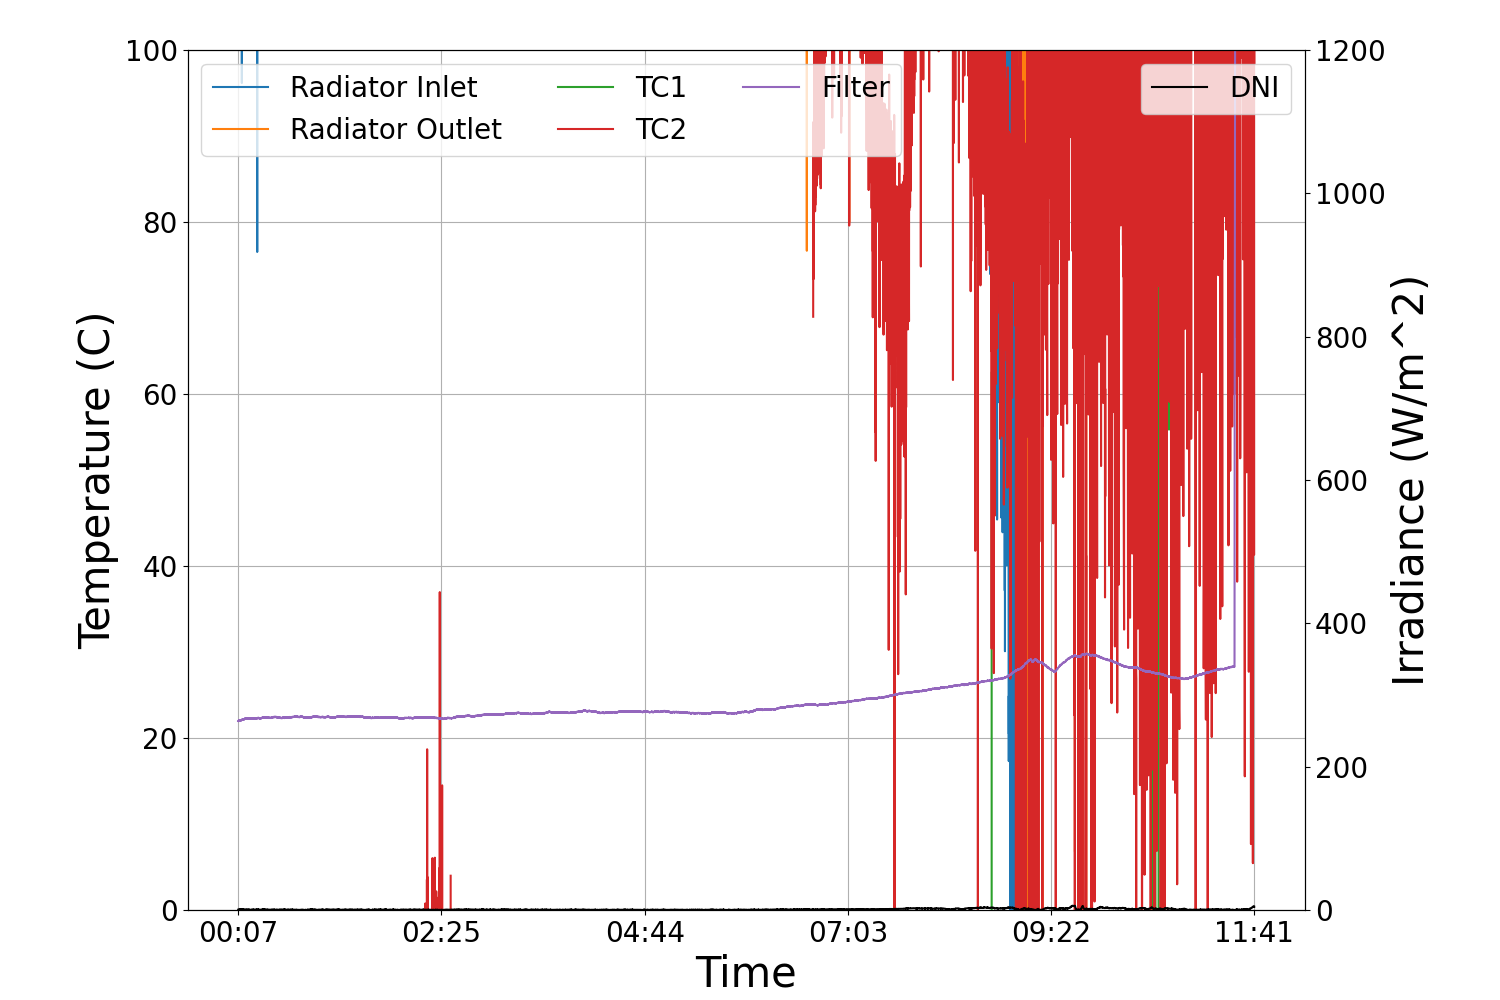 100
80
60
40
20
0
Temperature (C)
Radiator Inlet
Radiator Outlet
TC1
TC2
Filter
DNI
1200
1000
800
600
400
200
0
Irradiance (W/m^2)
00:07
02:25
04:44
07:03
09:22
11:41
Time